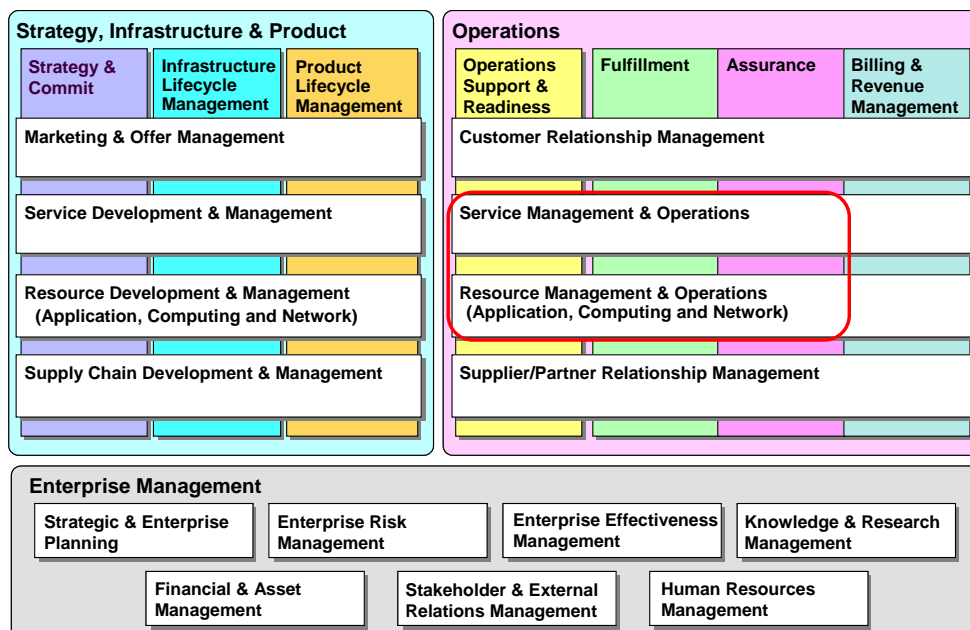 Strategy, Infrastructure & Product
Strategy &
Commit
Infrastructure
Lifecycle
Management
Product
Lifecycle
Management
Marketing & Offer Management
Service Development & Management
Resource Development & Management
(Application, Computing and Network)
Supply Chain Development & Management
Operations
Operations
Support &
Readiness
Fulfillment
Assurance
Billing &
Revenue
Management
Customer Relationship Management
Service Management & Operations
Resource Management & Operations
(Application, Computing and Network)
Supplier/Partner Relationship Management
Enterprise Management
Strategic & Enterprise
Planning
Enterprise Risk
Management
Enterprise Effectiveness
Management
Knowledge & Research
Management
Financial & Asset
Management
Stakeholder & External
Relations Management
Human Resources
Management